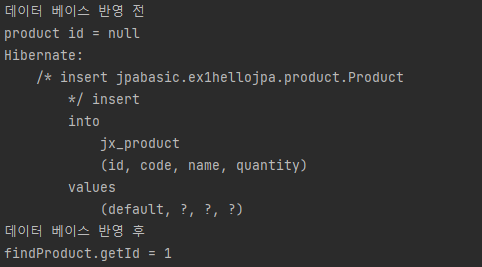 데이터 베이스 반영 전
product id = null
Hibernate:
/* insert jpabasic.ex1hellojpa.product.Product
*/ insert
into
jx_product
(id, code, name, quantity)
values
(default, ?, ?, ?)
데이터 베이스 반영 후
findProduct.getId = 1